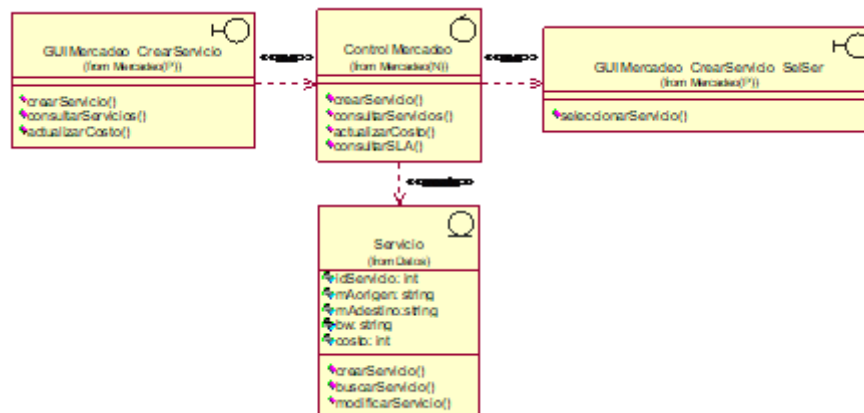 GUIMercadeo_CrearServicio
(from Mercadeo(P))
crearServicio()
consultarServicios()
actualizarCosto()
Control Mercadeo
(from Mercadeo(N))
crearServicio()
consultarServicios()
actualizarCosto()
consultarSLA()
GUIMercadeo_CrearServicio_SelSer
(from Mercadeo(P))
seleccionarServicio()
Servicio
(from Datos)
idServicio: int
mAorigen: string
mAdestino:string
bw: string
costo: int
crearServicio()
buscarServicio()
modificarServicio()